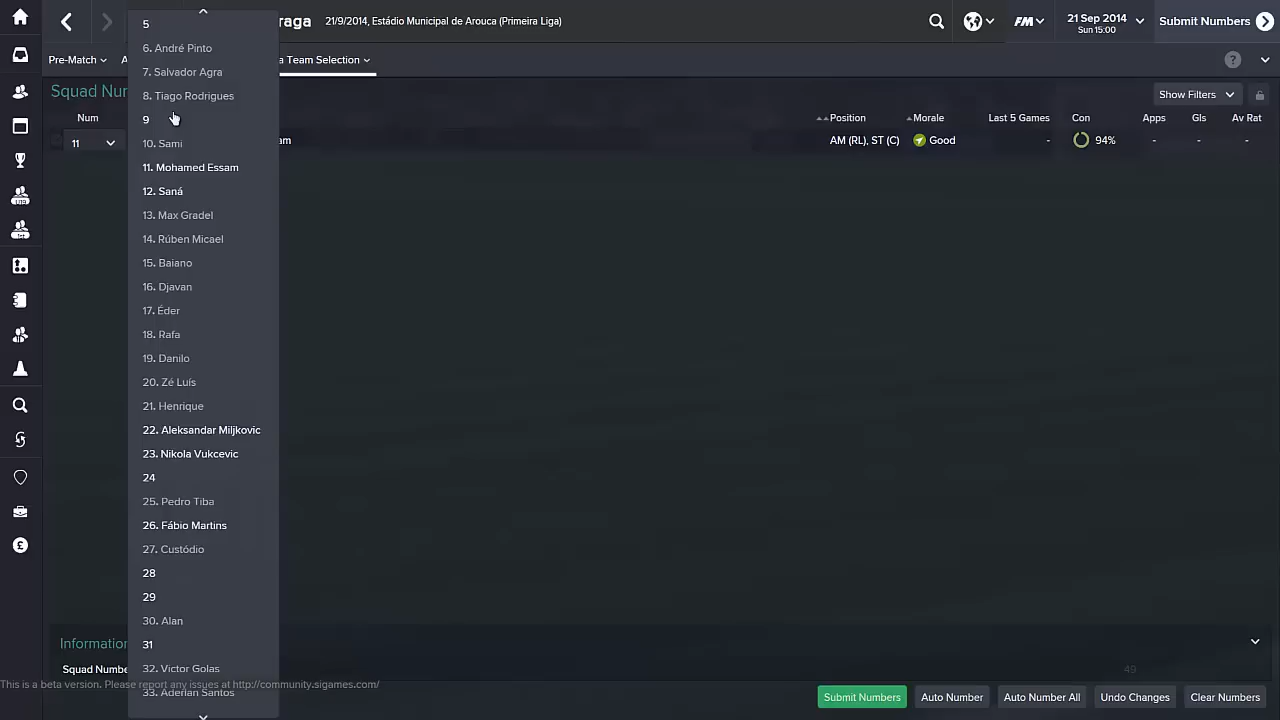 raga
21/9/2014, Estádio Municipal de Arouca (Primeira Liga)
FM
21 Sep 2014
Sun 15:00
Submit Numbers
Pre-Match
A
a Team Selection
?
Squad Nur
Show Filters
Num
Position
Morale
Last 5 Games
Con
Apps
Gls
Av Rat
11
am
AM (RL), ST (C)
Good
-
94%
-
-
-
5
6. André Pinto
7. Salvador Agra
8. Tiago Rodrigues
9
10. Sami
11. Mohamed Essam
12. Saná
13. Max Gradel
14. Rúben Micael
15. Baiano
16. Djavan
17. Éder
18. Rafa
19. Danilo
20. Zé Luís
21. Henrique
22. Aleksandar Miljkovic
23. Nikola Vukcevic
24
25. Pedro Tiba
26. Fábio Martins
27. Custódio
28
29
30. Alan
31
32. Victor Golas
33. Aderlan Santos
Information
Squad Numbe
49
This is a beta version. Please report any issues at http://community.sigames.com/
Submit Numbers
Auto Number
Auto Number All
Undo Changes
Clear Numbers